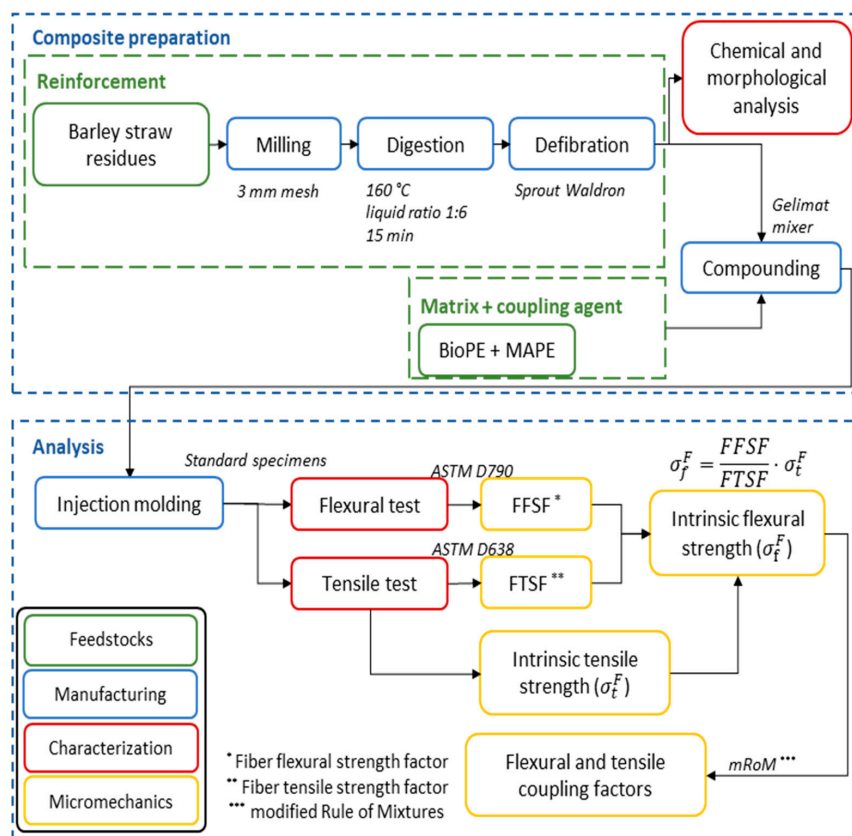 Composite preparation
Reinforcement
Barley straw
residues
Milling
3 mm mesh
Digestion
160 °C
liquid ratio 1:6
15 min
Defibration
Sprout Waldron
Chemical and
morphological
analysis
Gelimat
mixer
Compounding
Matrix + coupling agent
BioPE + MAPE
Analysis
Standard specimens
Injection molding
Flexural test
ASTM D790
FFSF *
Tensile test
ASTM D638
FTSF **
σ_f^F = FFSF/FTSF · σ_t^F
Intrinsic flexural
strength (σ_f^F)
Intrinsic tensile
strength (σ_t^F)
Flexural and tensile
coupling factors
mRoM ***
Feedstocks
Manufacturing
Characterization
Micromechanics
* Fiber flexural strength factor
** Fiber tensile strength factor
*** modified Rule of Mixtures